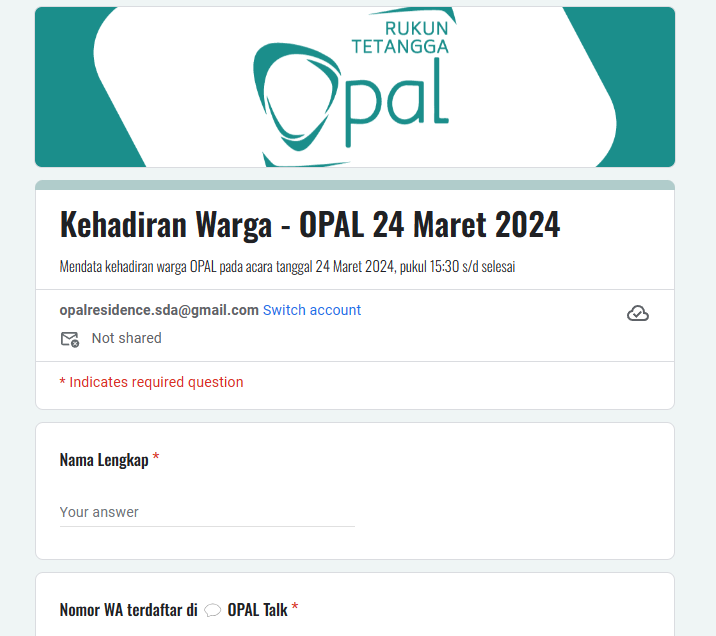 RUKUN
TETANGGA
Opal
Kehadiran Warga - OPAL 24 Maret 2024
Mendata kehadiran warga OPAL pada acara tanggal 24 Maret 2024, pukul 15:30 s/d selesai
opalresidence.sda@gmail.com Switch account
Not shared
* Indicates required question
Nama Lengkap *
Your answer
Nomor WA terdaftar di 💬 OPAL Talk *